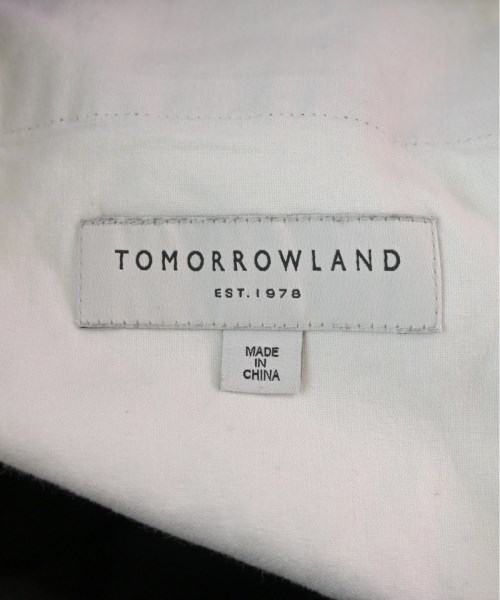 TOMORROWLAND
EST. 1978
MADE
IN
CHINA